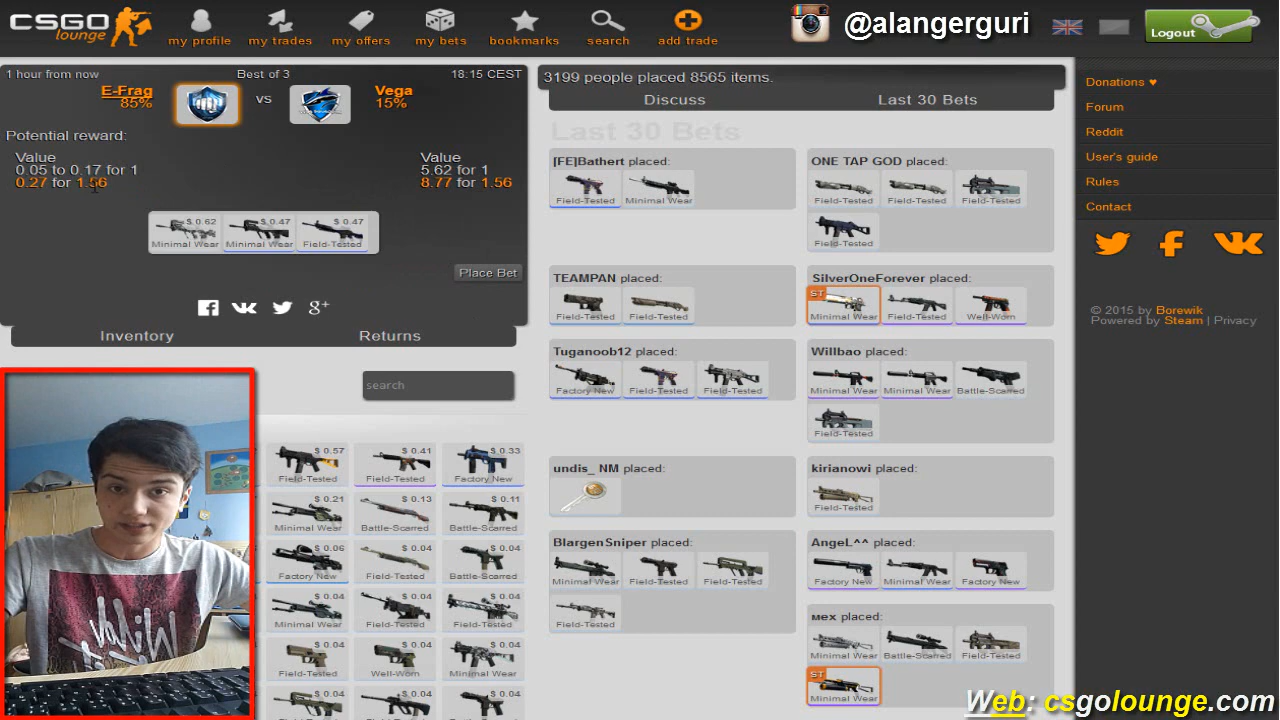 CSGO lounge
my profile
my trades
my offers
my bets
bookmarks
search
add trade
@alangerguri
Logout
1 hour from now
Best of 3
18:15 CEST
E-Frag
85%
vs
Vega
15%
Potential reward:
Value
0.05 to 0.17 for 1
0.27 for 1.56
Value
5.62 for 1
8.77 for 1.56
$ 0.62 Minimal Wear
$ 0.47 Minimal Wear
$ 0.47 Field-Tested
Place Bet
Inventory
Returns
search
$ 0.57 Field-Tested
$ 0.41 Field-Tested
$ 0.33 Factory New
$ 0.21 Minimal Wear
$ 0.13 Battle-Scarred
$ 0.11 Battle-Scarred
$ 0.06 Factory New
$ 0.04 Field-Tested
$ 0.04 Battle-Scarred
$ 0.04 Minimal Wear
$ 0.04 Field-Tested
$ 0.04 Field-Tested
$ 0.04 Field-Tested
$ 0.04 Well-Worn
$ 0.04 Minimal Wear
$ 0.04 Field-Tested
$ 0.04 Field-Tested
$ 0.04 Field-Tested
3199 people placed 8565 items.
Discuss
Last 30 Bets
Last 30 Bets
[FE]Bathert placed:
Field-Tested
Minimal Wear
ONE TAP GOD placed:
Field-Tested
Field-Tested
Field-Tested
Field-Tested
TEAMPAN placed:
Field-Tested
Field-Tested
SilverOneForever placed:
ST Minimal Wear
Field-Tested
Well-Worn
Tuganoob12 placed:
Factory New
Field-Tested
Field-Tested
Willbao placed:
Minimal Wear
Minimal Wear
Battle-Scarred
Field-Tested
undis_ NM placed:
kirianowi placed:
Field-Tested
BlargenSniper placed:
Minimal Wear
Field-Tested
Field-Tested
Field-Tested
AngeL^^ placed:
Factory New
Minimal Wear
Factory New
мех placed:
Minimal Wear
Battle-Scarred
Field-Tested
ST Minimal Wear
Donations ♥
Forum
Reddit
User's guide
Rules
Contact
© 2015 by Borewik
Powered by Steam | Privacy
Web: csgolounge.com